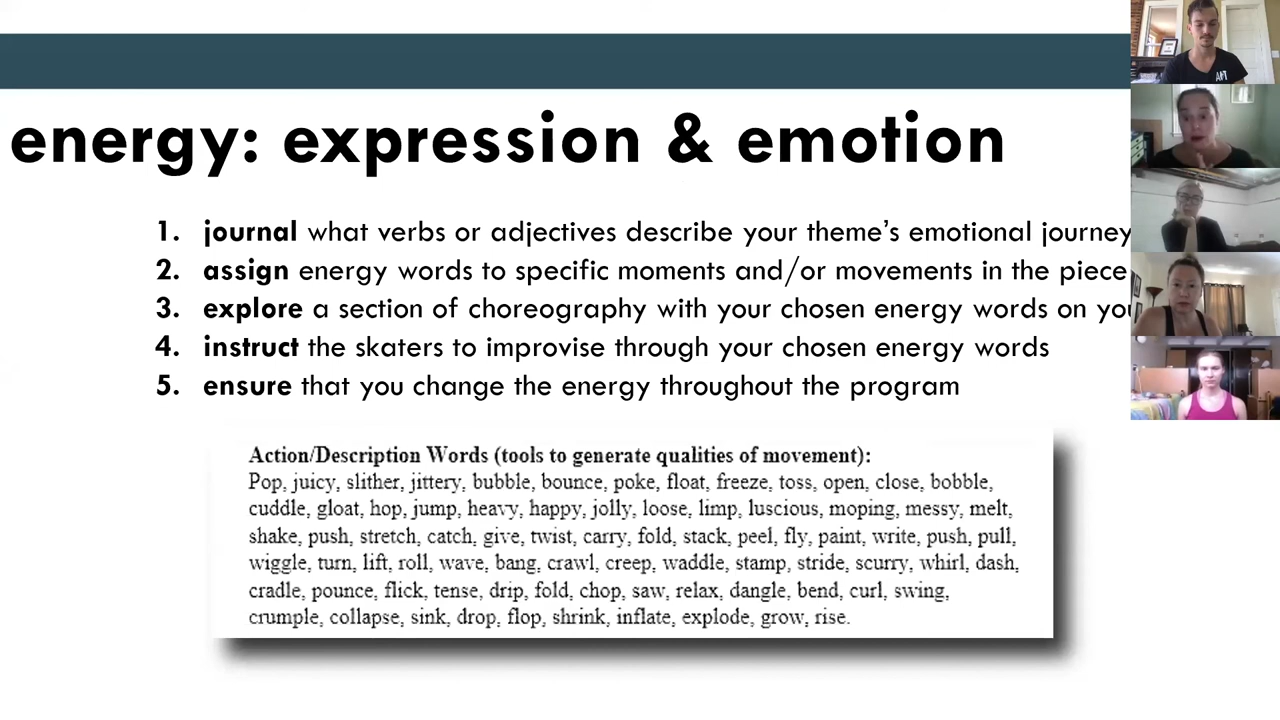 energy: expression & emotion
1. journal what verbs or adjectives describe your theme’s emotional journey
2. assign energy words to specific moments and/or movements in the piece
3. explore a section of choreography with your chosen energy words on
4. instruct the skaters to improvise through your chosen energy words
5. ensure that you change the energy throughout the program
Action/Description Words (tools to generate qualities of movement):
Pop, juicy, slither, jittery, bubble, bounce, poke, float, freeze, toss, open, close, bobble,
cuddle, gloat, hop, jump, heavy, happy, jolly, loose, limp, luscious, moping, messy, melt,
shake, push, stretch, catch, give, twist, carry, fold, stack, peel, fly, paint, write, push, pull,
wiggle, turn, lift, roll, wave, bang, crawl, creep, waddle, stamp, stride, scurry, whirl, dash,
cradle, pounce, flick, tense, drip, fold, chop, saw, relax, dangle, bend, curl, swing,
crumple, collapse, sink, drop, flop, shrink, inflate, explode, grow, rise.